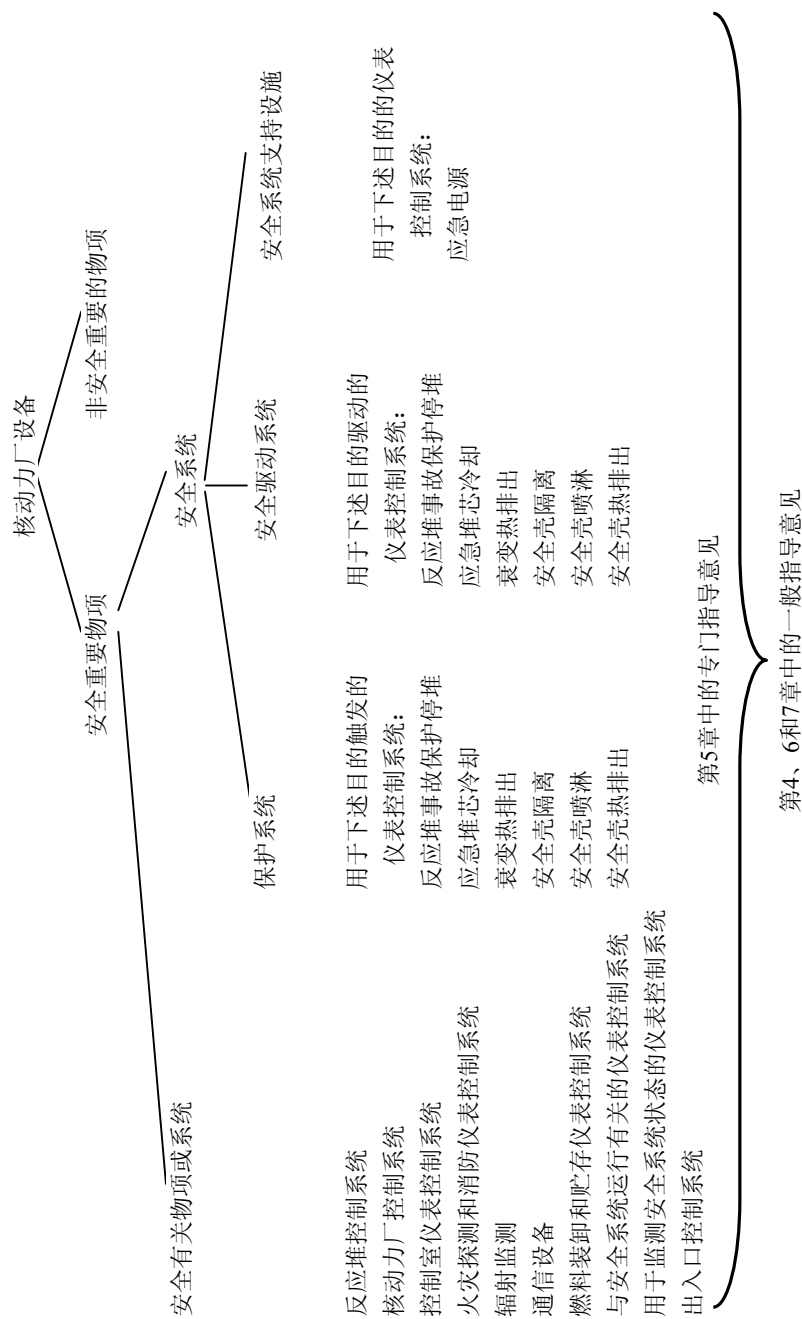 核动力厂设备
安全重要物项
非安全重要的物项
安全有关物项或系统
安全系统
保护系统
安全驱动系统
安全系统支持设施
反应堆控制系统
核动力厂控制系统
控制室仪表控制系统
火灾探测和消防仪表控制系统
辐射监测
通信设备
燃料装卸和贮存仪表控制系统
与安全系统运行有关的仪表控制系统
用于监测安全系统状态的仪表控制系统
出入口控制系统
用于下述目的触发的
仪表控制系统:
反应堆事故保护停堆
应急堆芯冷却
衰变热排出
安全壳隔离
安全壳喷淋
安全壳热排出
用于下述目的驱动的
仪表控制系统:
反应堆事故保护停堆
应急堆芯冷却
衰变热排出
安全壳隔离
安全壳喷淋
安全壳热排出
用于下述目的的仪表
控制系统:
应急电源
第5章中的专门指导意见
第4、6和7章中的一般指导意见